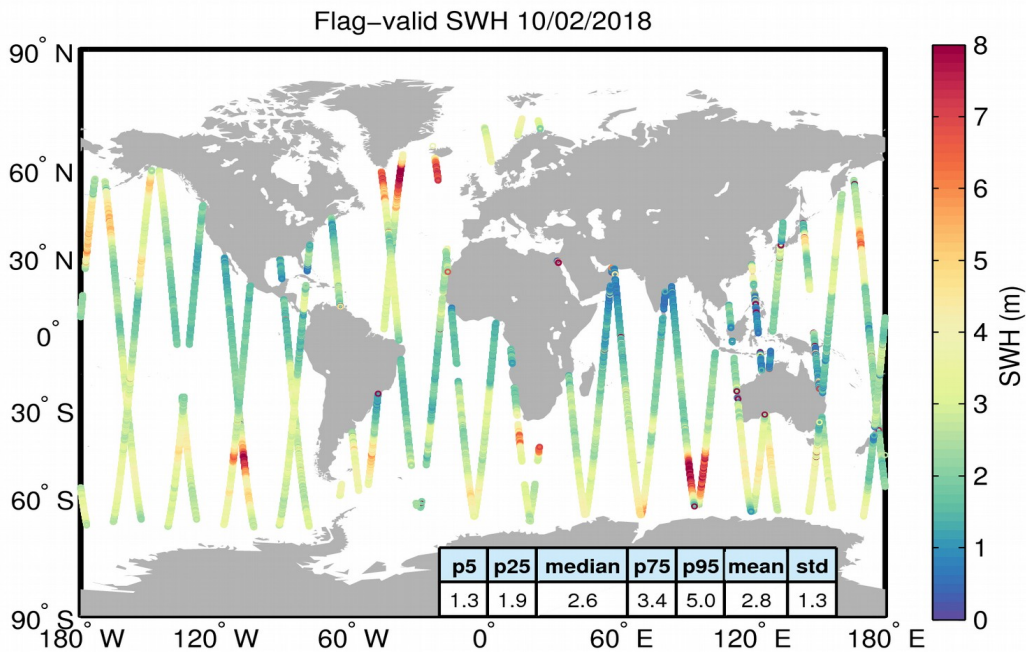 Flag−valid SWH 10/02/2018
90° N
60° N
30° N
0°
30° S
60° S
90° S
180° W
120° W
60° W
0°
60° E
120° E
180° E
p5 p25 median p75 p95 mean std
1.3 1.9 2.6 3.4 5.0 2.8 1.3
8
7
6
5
4
3
2
1
0
SWH (m)